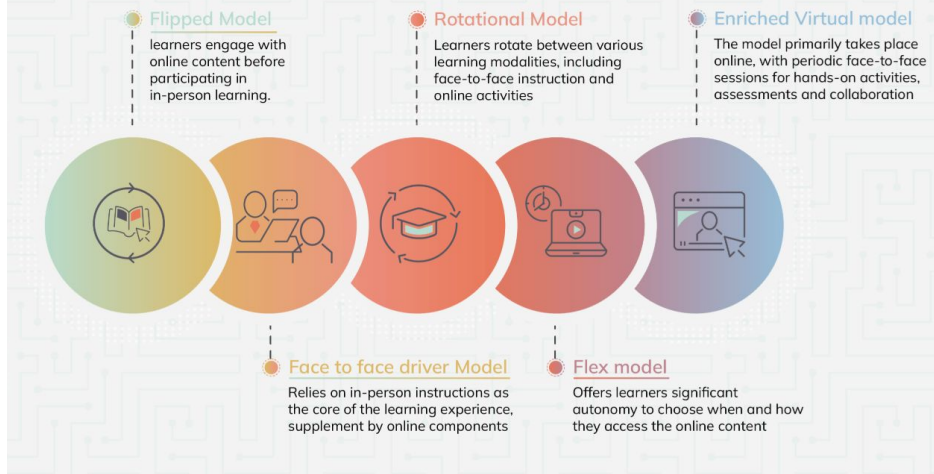 Flipped Model
learners engage with
online content before
participating in
in-person learning.
Rotational Model
Learners rotate between various
learning modalities, including
face-to-face instruction and
online activities
Enriched Virtual model
The model primarily takes place
online, with periodic face-to-face
sessions for hands-on activities,
assessments and collaboration
Face to face driver Model
Relies on in-person instructions as
the core of the learning experience,
supplement by online components
Flex model
Offers learners significant
autonomy to choose when and how
they access the online content